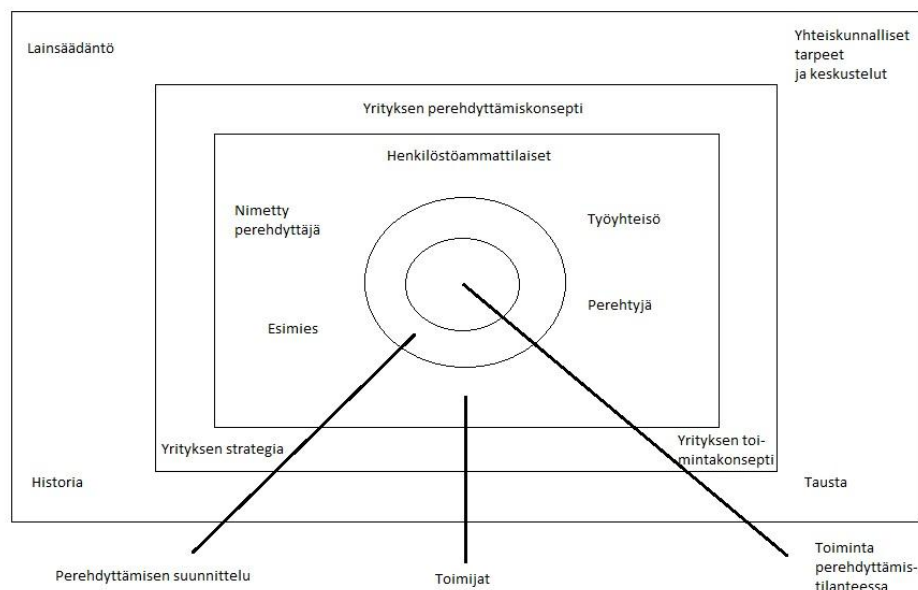 Lainsäädäntö
Yhteiskunnalliset
tarpeet
ja keskustelut
Yrityksen perehdyttämiskonsepti
Henkilöstöammattilaiset
Nimetty
perehdyttäjä
Työyhteisö
Perehtyjä
Esimies
Yrityksen strategia
Yrityksen toi-
mintakonsepti
Historia
Tausta
Perehdyttämisen suunnittelu
Toimijat
Toiminta
perehdyttämis-
tilanteessa